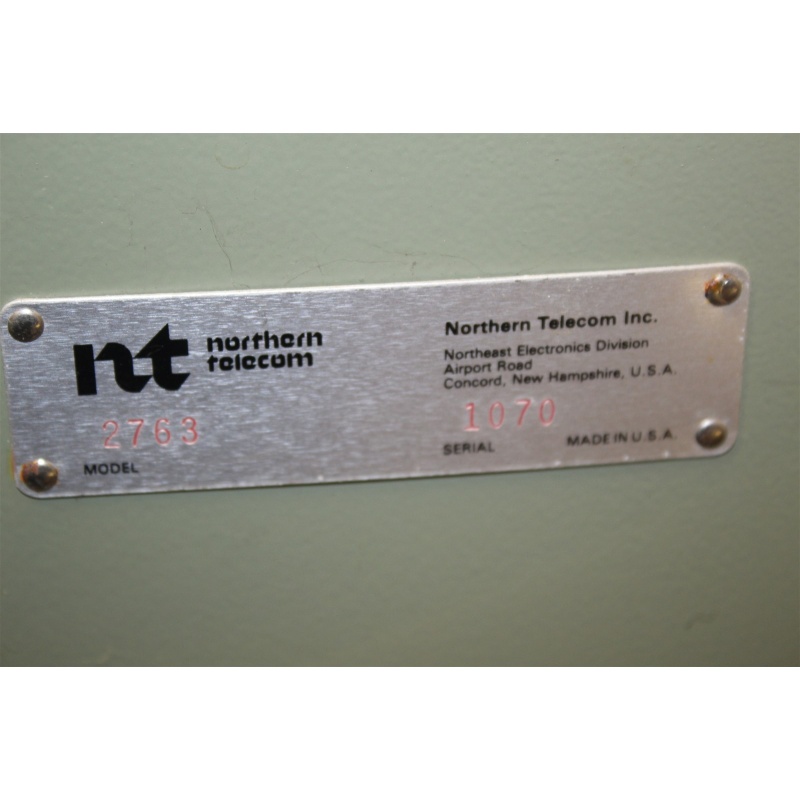 nt northern
telecom
2763
MODEL
Northern Telecom Inc.
Northeast Electronics Division
Airport Road
Concord, New Hampshire, U.S.A.
1070
SERIAL MADE IN U.S.A.